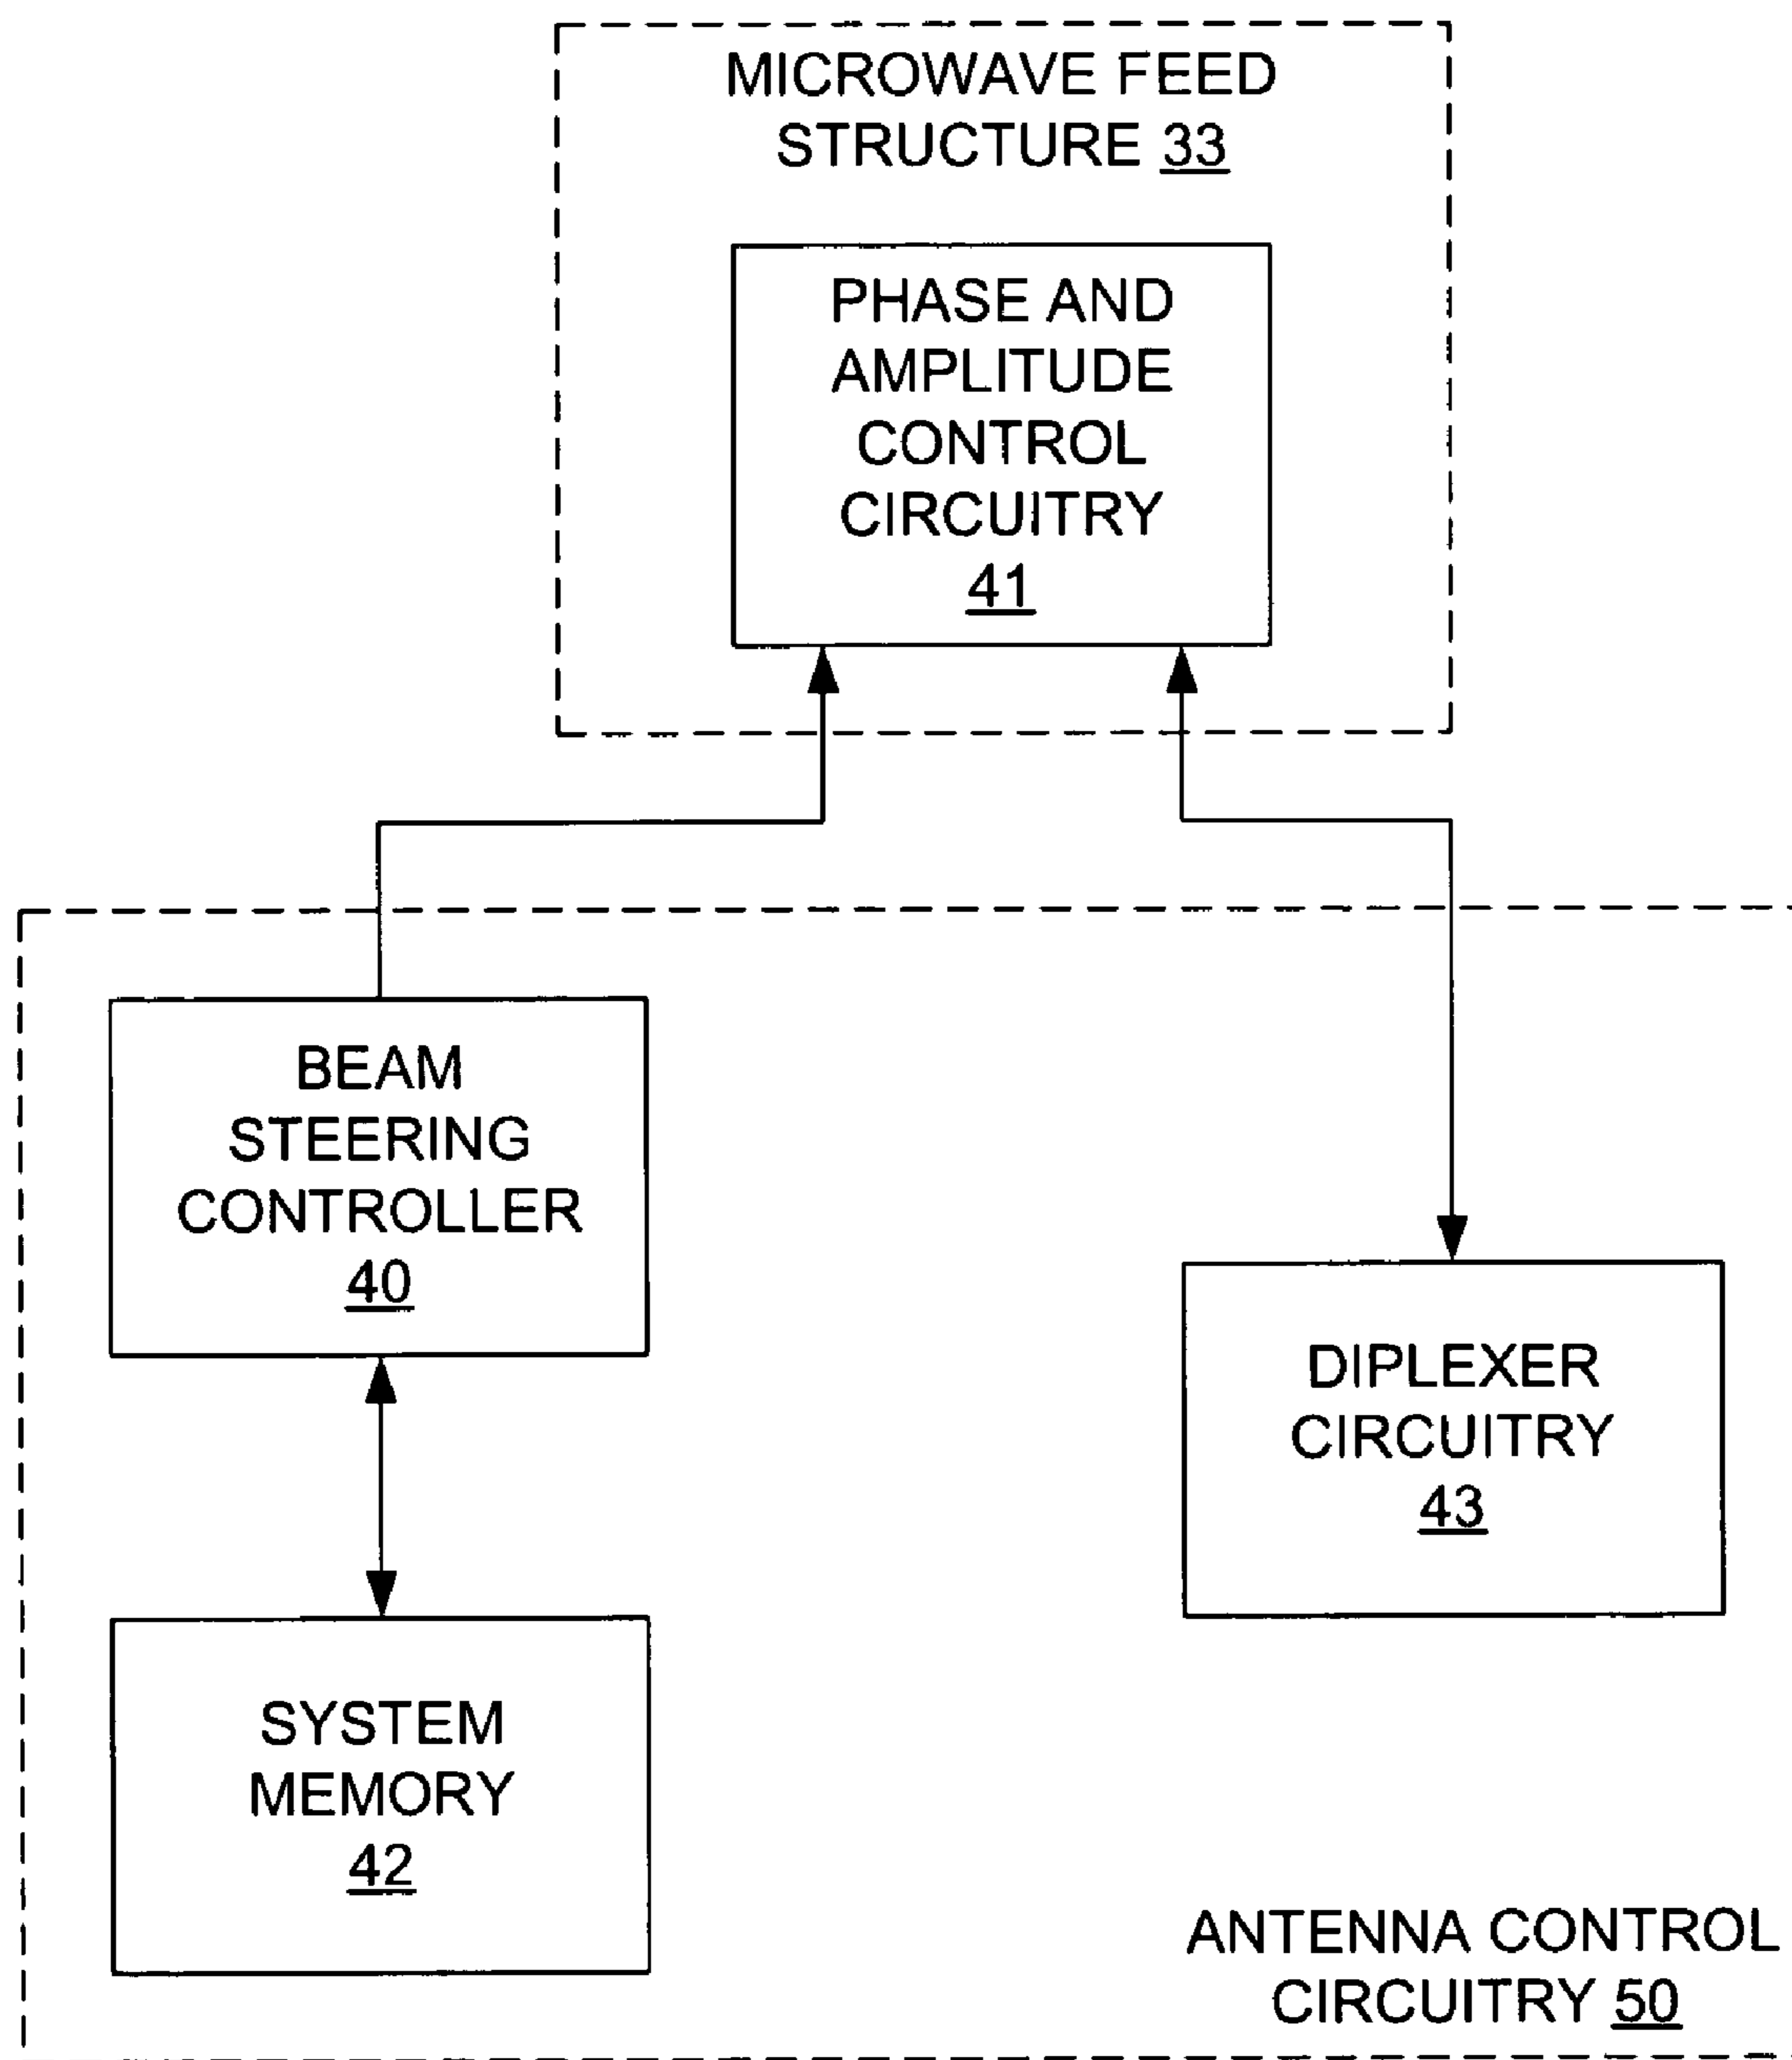 MICROWAVE FEED
STRUCTURE 33
PHASE AND
AMPLITUDE
CONTROL
CIRCUITRY
41
BEAM
STEERING
CONTROLLER
40
DIPLEXER
CIRCUITRY
43
SYSTEM
MEMORY
42
ANTENNA CONTROL
CIRCUITRY 50